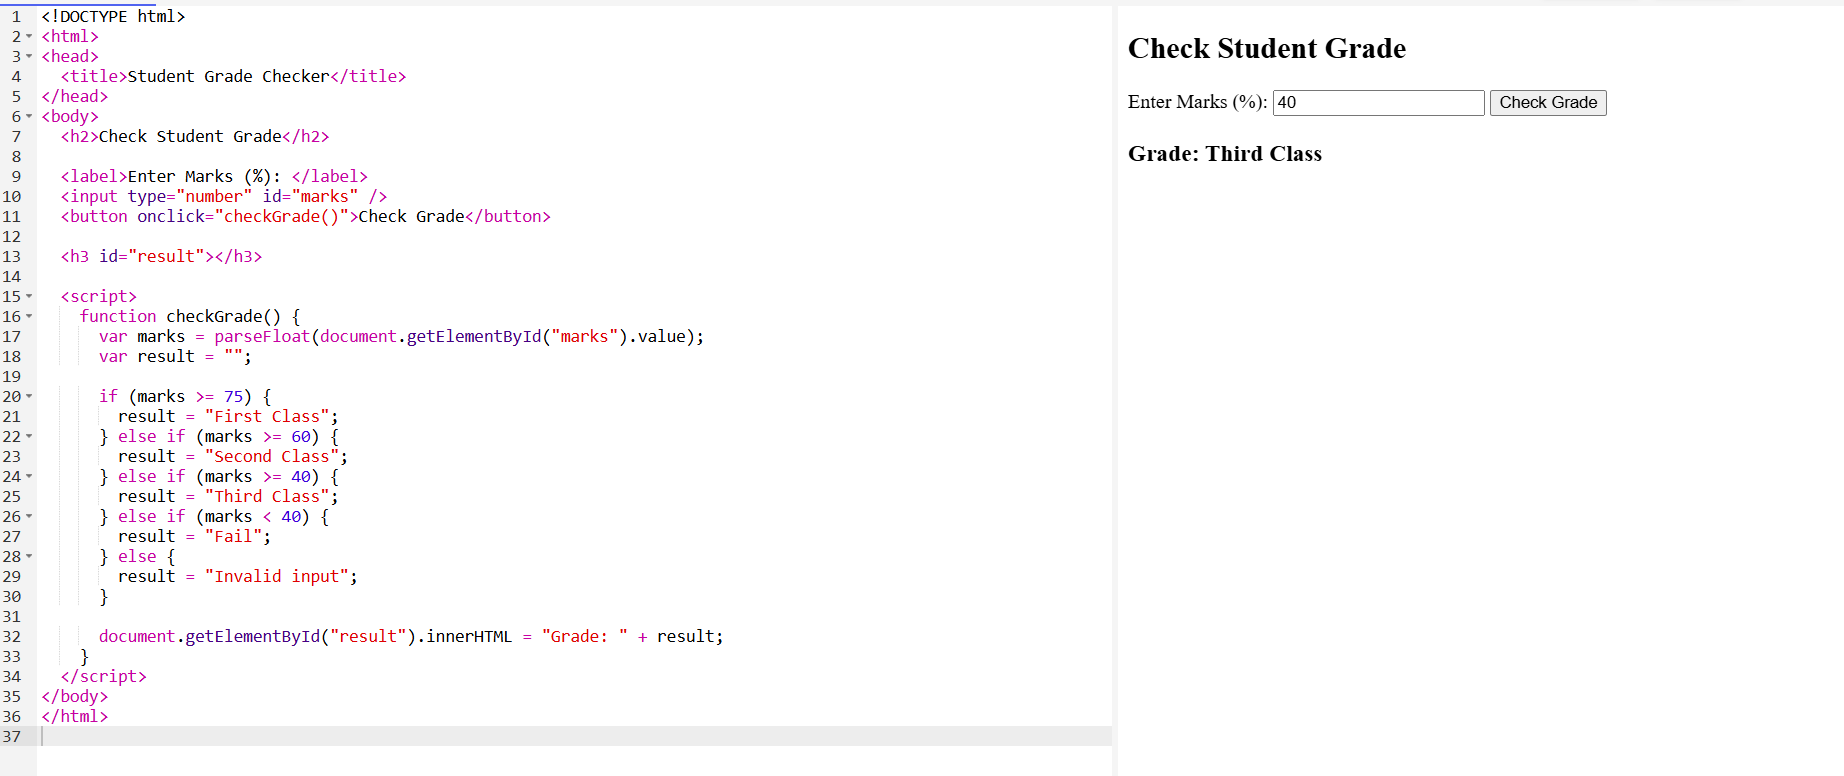 1 <!DOCTYPE html>
2 <html>
3 <head>
4   <title>Student Grade Checker</title>
5 </head>
6 <body>
7   <h2>Check Student Grade</h2>
8
9   <label>Enter Marks (%): </label>
10   <input type="number" id="marks" />
11   <button onclick="checkGrade()">Check Grade</button>
12
13   <h3 id="result"></h3>
14
15   <script>
16     function checkGrade() {
17       var marks = parseFloat(document.getElementById("marks").value);
18       var result = "";
19
20       if (marks >= 75) {
21         result = "First Class";
22       } else if (marks >= 60) {
23         result = "Second Class";
24       } else if (marks >= 40) {
25         result = "Third Class";
26       } else if (marks < 40) {
27         result = "Fail";
28       } else {
29         result = "Invalid input";
30       }
31
32       document.getElementById("result").innerHTML = "Grade: " + result;
33     }
34   </script>
35 </body>
36 </html>
37
Check Student Grade
Enter Marks (%): 40 Check Grade
Grade: Third Class